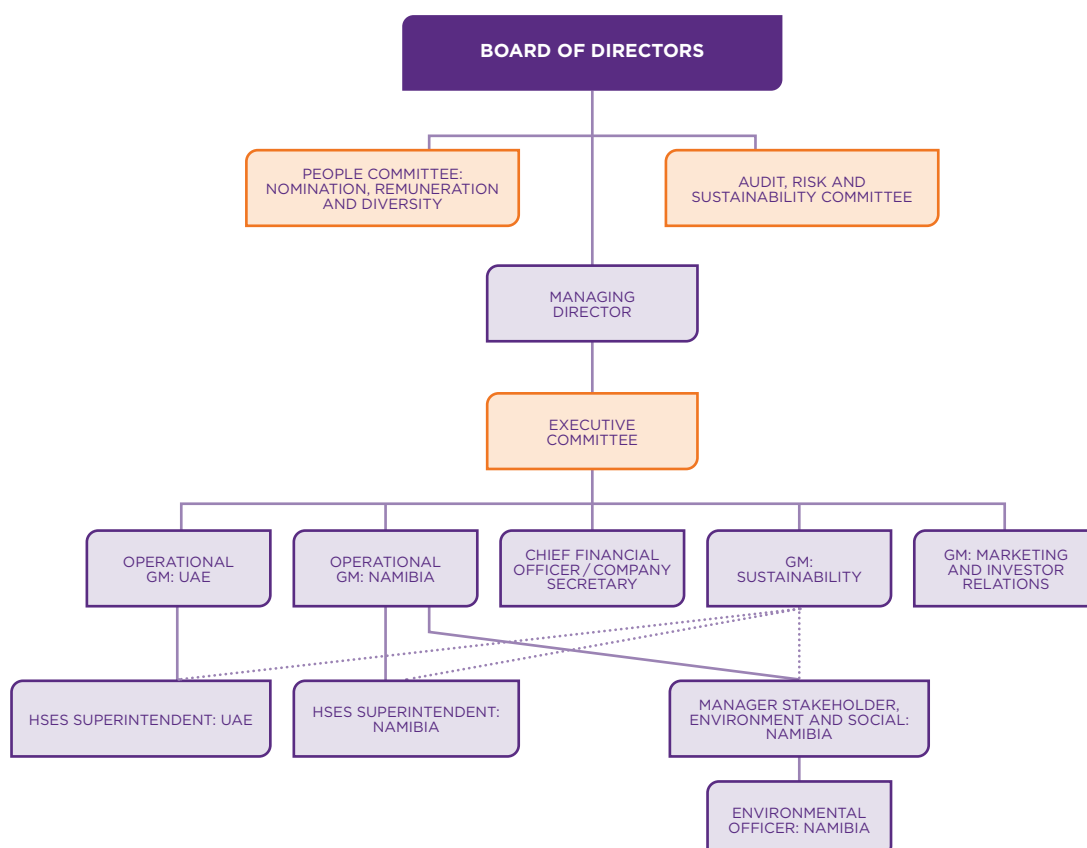 BOARD OF DIRECTORS
PEOPLE COMMITTEE:
NOMINATION, REMUNERATION
AND DIVERSITY
AUDIT, RISK AND
SUSTAINABILITY COMMITTEE
MANAGING
DIRECTOR
EXECUTIVE
COMMITTEE
OPERATIONAL
GM: UAE
OPERATIONAL
GM: NAMIBIA
CHIEF FINANCIAL
OFFICER / COMPANY
SECRETARY
GM:
SUSTAINABILITY
GM: MARKETING
AND INVESTOR
RELATIONS
HSES SUPERINTENDENT: UAE
HSES SUPERINTENDENT:
NAMIBIA
MANAGER STAKEHOLDER,
ENVIRONMENT AND SOCIAL:
NAMIBIA
ENVIRONMENTAL
OFFICER: NAMIBIA